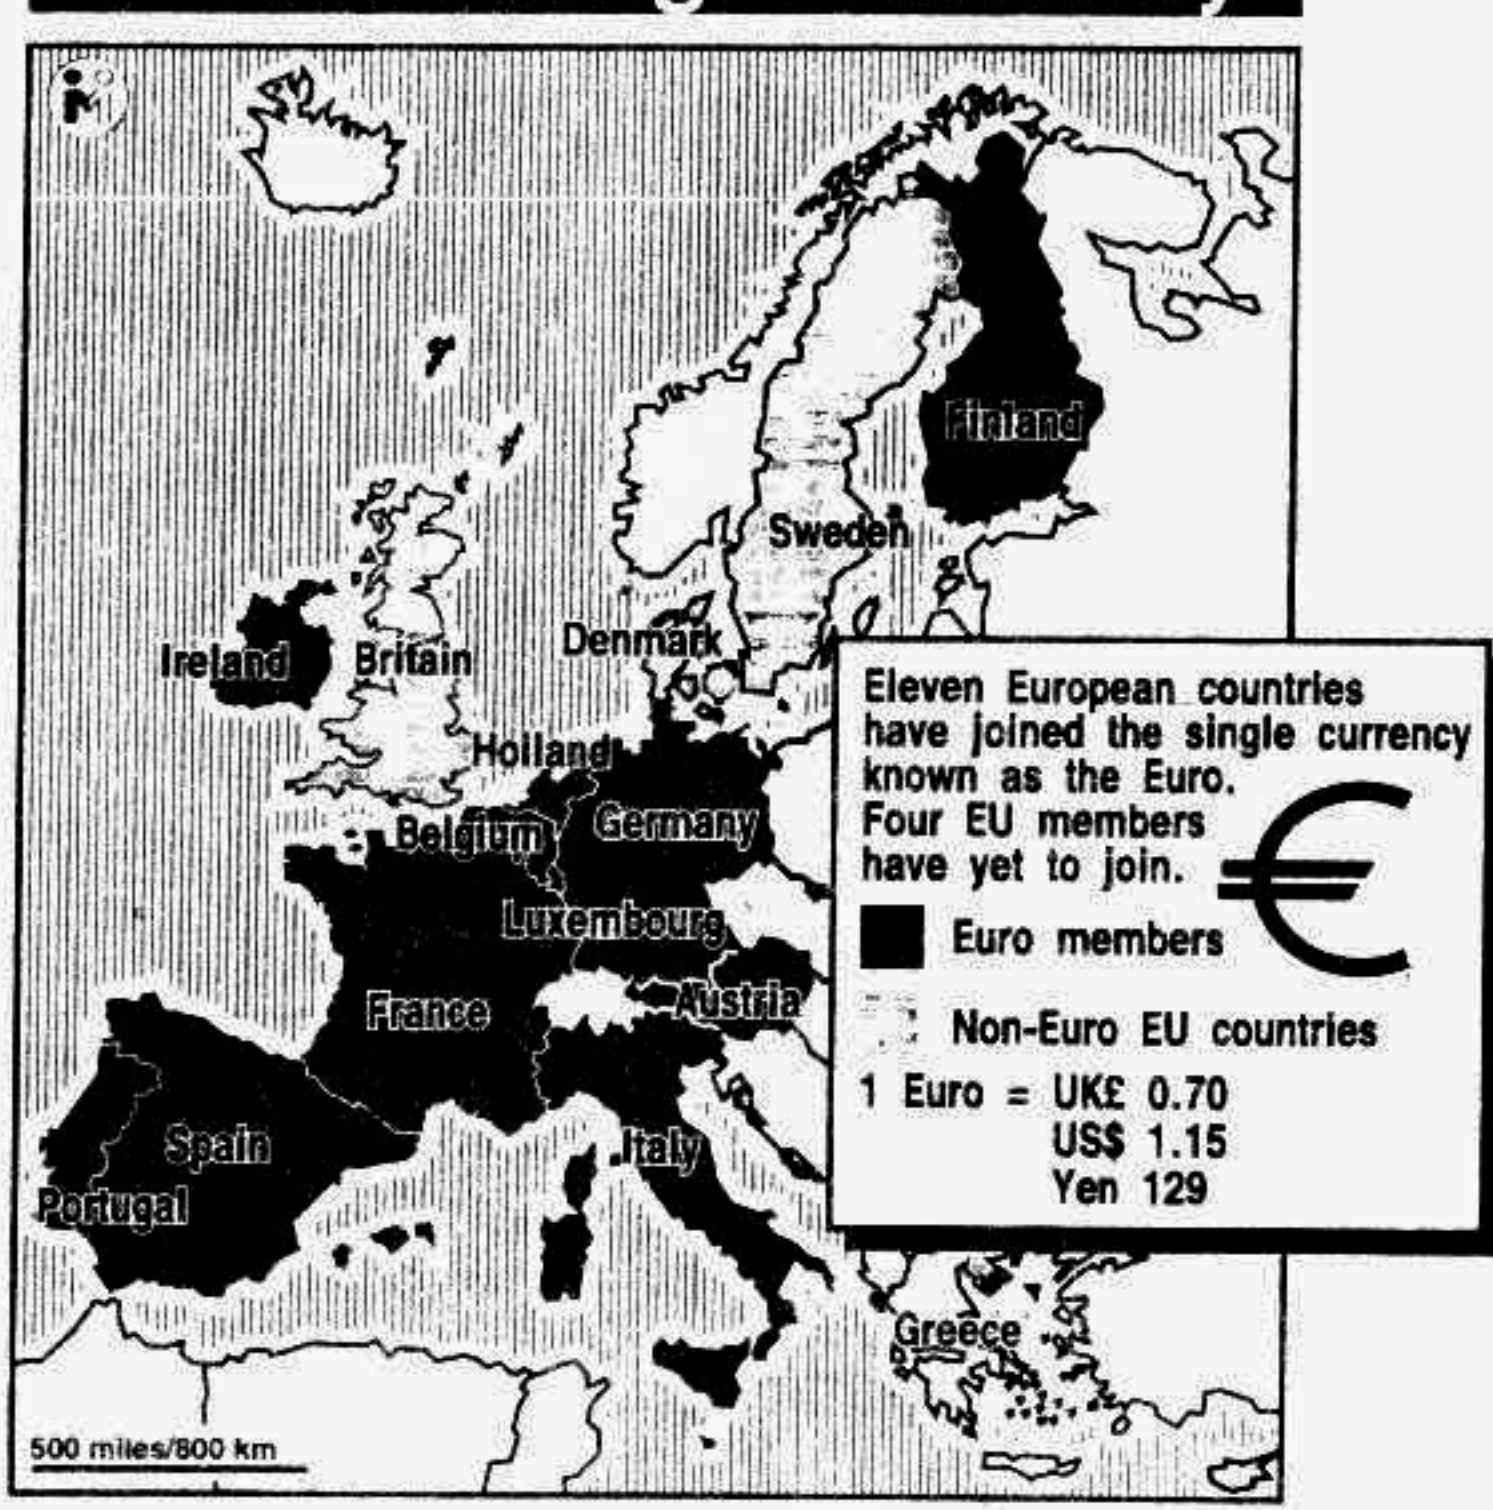 Finland
Sweden
Denmark
Ireland
Britain
Holland
Belgium
Germany
Luxembourg
France
Austria
Spain
Portugal
Italy
Greece
Eleven European countries
have joined the single currency
known as the Euro.
Four EU members
have yet to join.
Euro members
Non-Euro EU countries
1 Euro = UK£ 0.70
US$ 1.15
Yen 129
€
500 miles/800 km